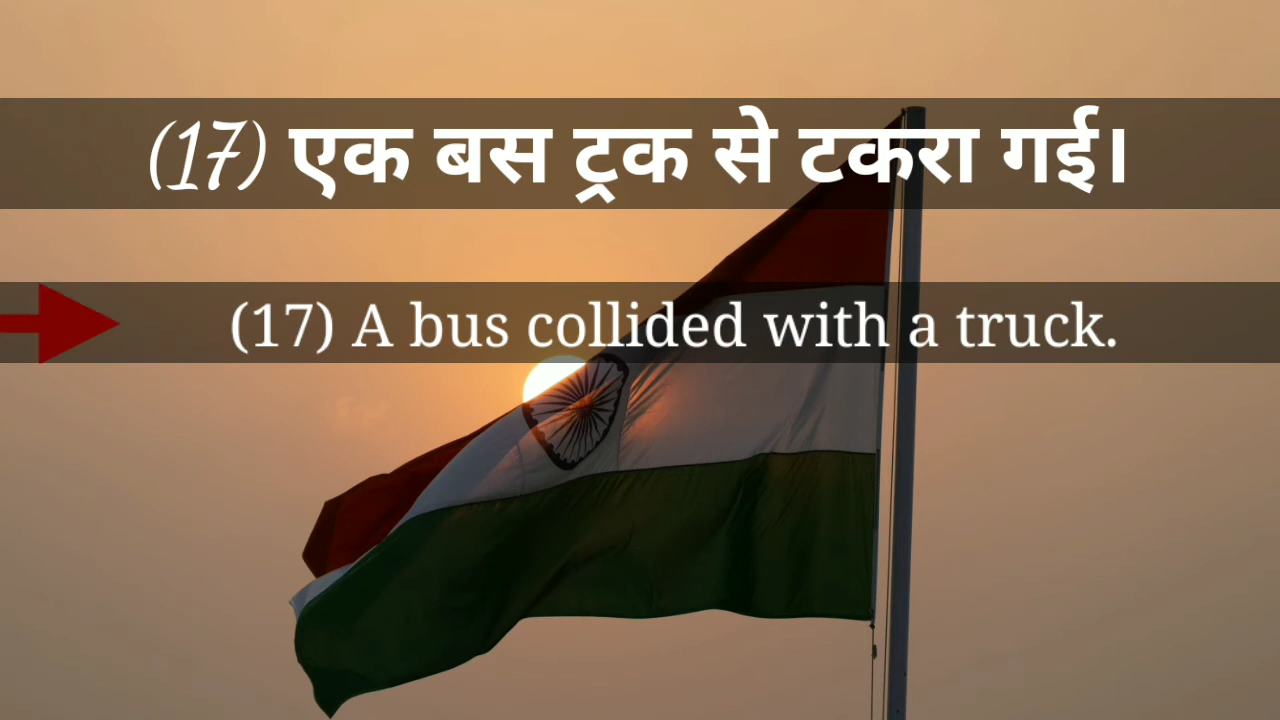 (17) एक बस ट्रक से टकरा गई।
(17) A bus collided with a truck.